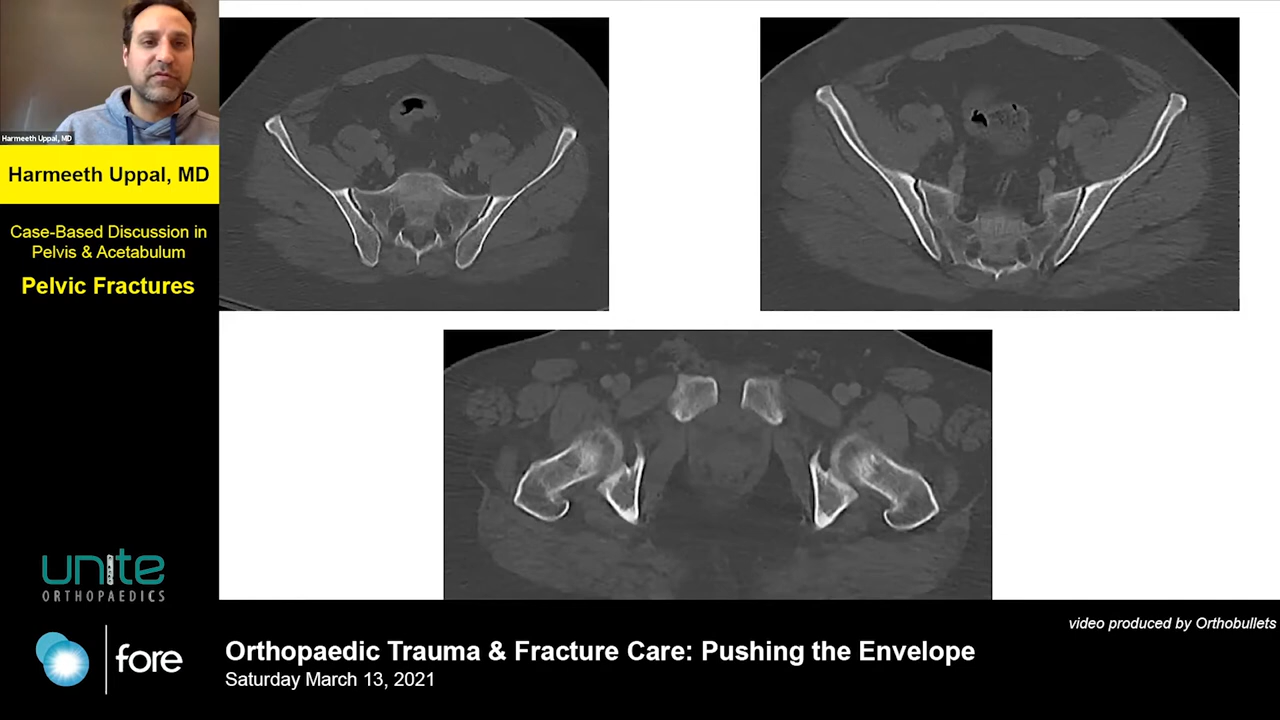 Harmeeth Uppal, MD
Harmeeth Uppal, MD
Case-Based Discussion in
Pelvis & Acetabulum
Pelvic Fractures
unite
ORTHOPAEDICS
fore
video produced by Orthobullets
Orthopaedic Trauma & Fracture Care: Pushing the Envelope
Saturday March 13, 2021